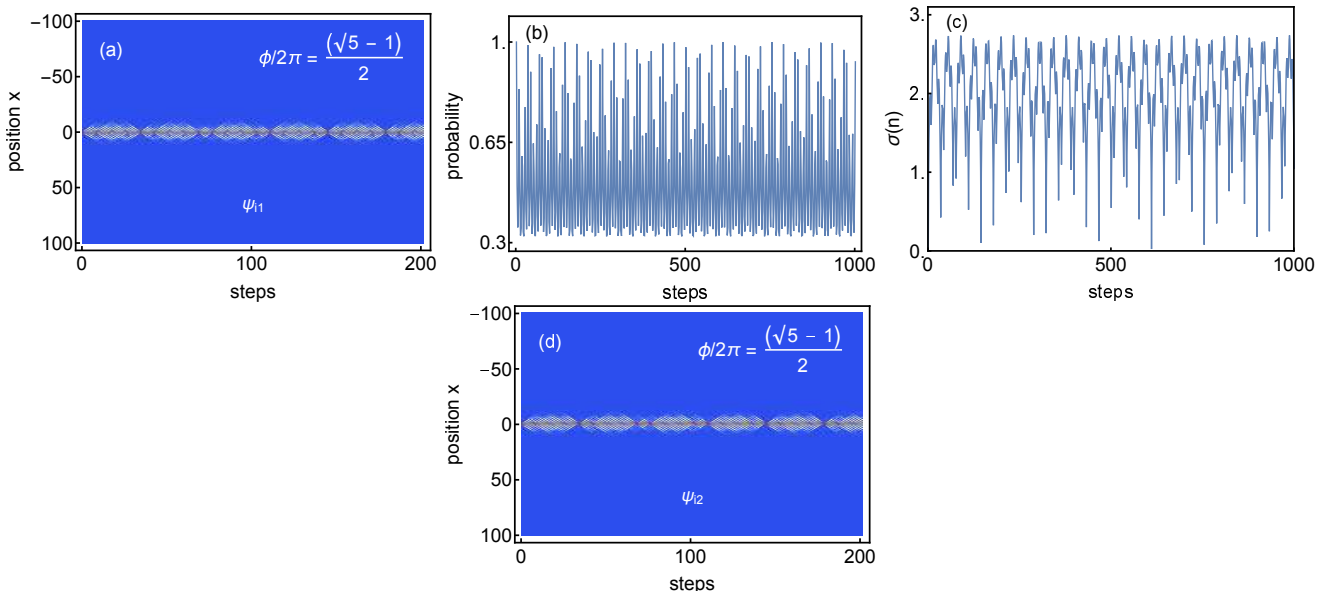 (a)
ϕ/2π = (√5 − 1)/2
ψi1
position x
−100
−50
0
50
100
0
100
200
steps
(b)
probability
1.
0.65
0.3
0
500
1000
steps
(c)
σ(n)
3.
2.
1.
0.
0
500
1000
steps
(d)
ϕ/2π = (√5 − 1)/2
ψi2
position x
−100
−50
0
50
100
0
100
200
steps